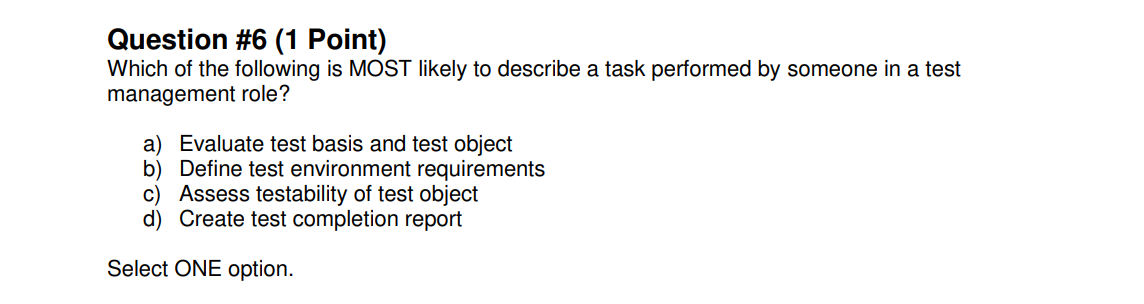 Question #6 (1 Point)
Which of the following is MOST likely to describe a task performed by someone in a test
management role?
a) Evaluate test basis and test object
b) Define test environment requirements
c) Assess testability of test object
d) Create test completion report
Select ONE option.